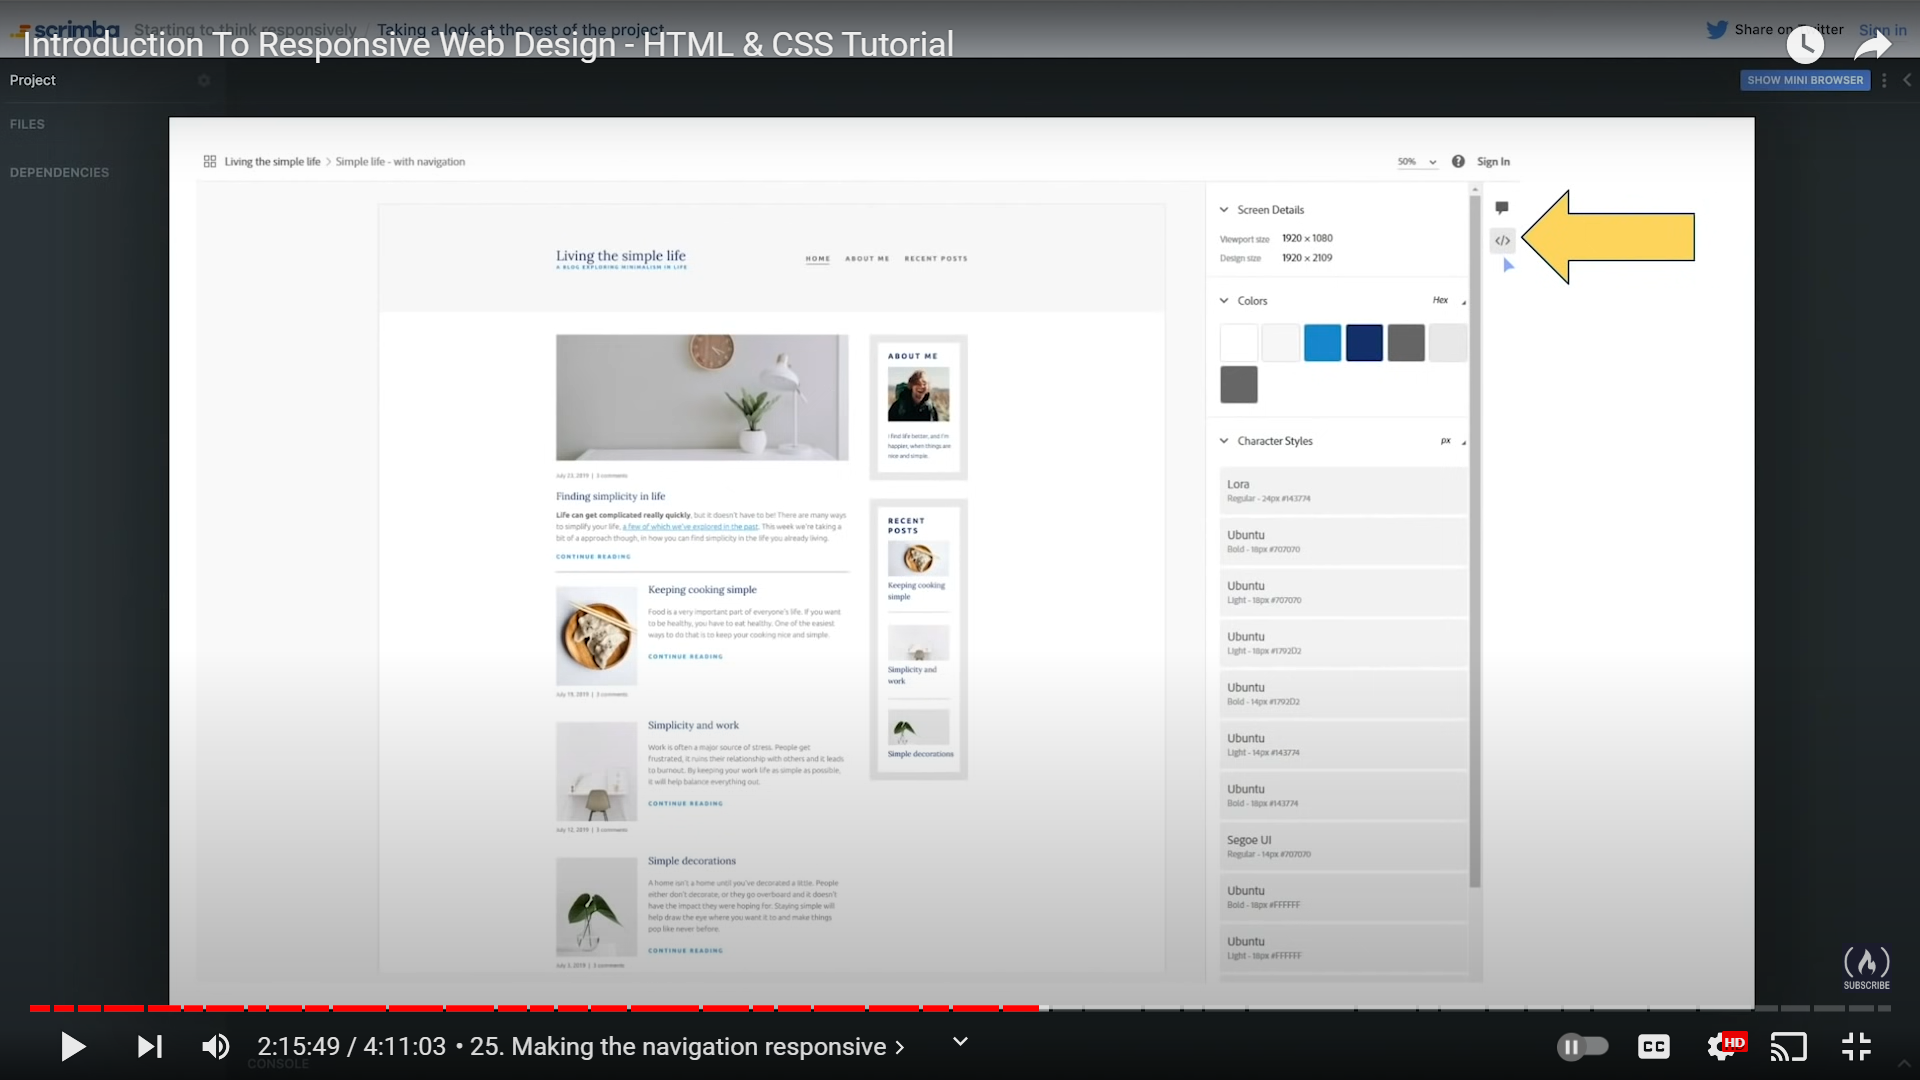 scrimba Starting to think responsively / Taking a look at the rest of the project
Introduction To Responsive Web Design - HTML & CSS Tutorial
Share on Twitter
Sign in
Project
SHOW MINI BROWSER
FILES
DEPENDENCIES
Living the simple life > Simple life - with navigation
50%
Sign In
Living the simple life
A BLOG EXPLORING MINIMALISM IN LIFE
HOME ABOUT ME RECENT POSTS
July 23, 2019 | 3 comments
Finding simplicity in life
Life can get complicated really quickly, but it doesn't have to be! There are many ways
to simplify your life, a few of which we've explored in the past. This week we're taking a
bit of a approach though, in how you can find simplicity in the life you already living.
CONTINUE READING
Keeping cooking simple
Food is a very important part of everyone's life. If you want
to be healthy, you have to eat healthy. One of the easiest
ways to do that is to keep your cooking nice and simple.
CONTINUE READING
July 19, 2019 | 3 comments
Simplicity and work
Work is often a major source of stress. People get
frustrated, it ruins their relationship with others and it leads
to burnout. By keeping your work life as simple as possible,
it will help balance everything out.
CONTINUE READING
July 12, 2019 | 3 comments
Simple decorations
A home isn't a home until you've decorated a little. People
either don't decorate, or they go overboard and it doesn't
have the impact they were hoping for. Staying simple will
help draw the eye where you want it to and make things
pop like never before.
CONTINUE READING
July 3, 2019 | 3 comments
ABOUT ME
I find life better, and I'm
happier, when things are
nice and simple.
RECENT
POSTS
Keeping cooking
simple
Simplicity and
work
Simple decorations
Screen Details
Viewport size 1920 x 1080
Design size 1920 x 2109
Colors Hex
Character Styles px
Lora
Regular - 24px #143774
Ubuntu
Bold - 18px #707070
Ubuntu
Light - 18px #707070
Ubuntu
Light - 18px #1792D2
Ubuntu
Bold - 14px #1792D2
Ubuntu
Light - 14px #143774
Ubuntu
Bold - 18px #143774
Segoe UI
Regular - 14px #707070
Ubuntu
Bold - 18px #FFFFFF
Ubuntu
Light - 18px #FFFFFF
SUBSCRIBE
2:15:49 / 4:11:03 • 25. Making the navigation responsive >
CC
HD
CONSOLE